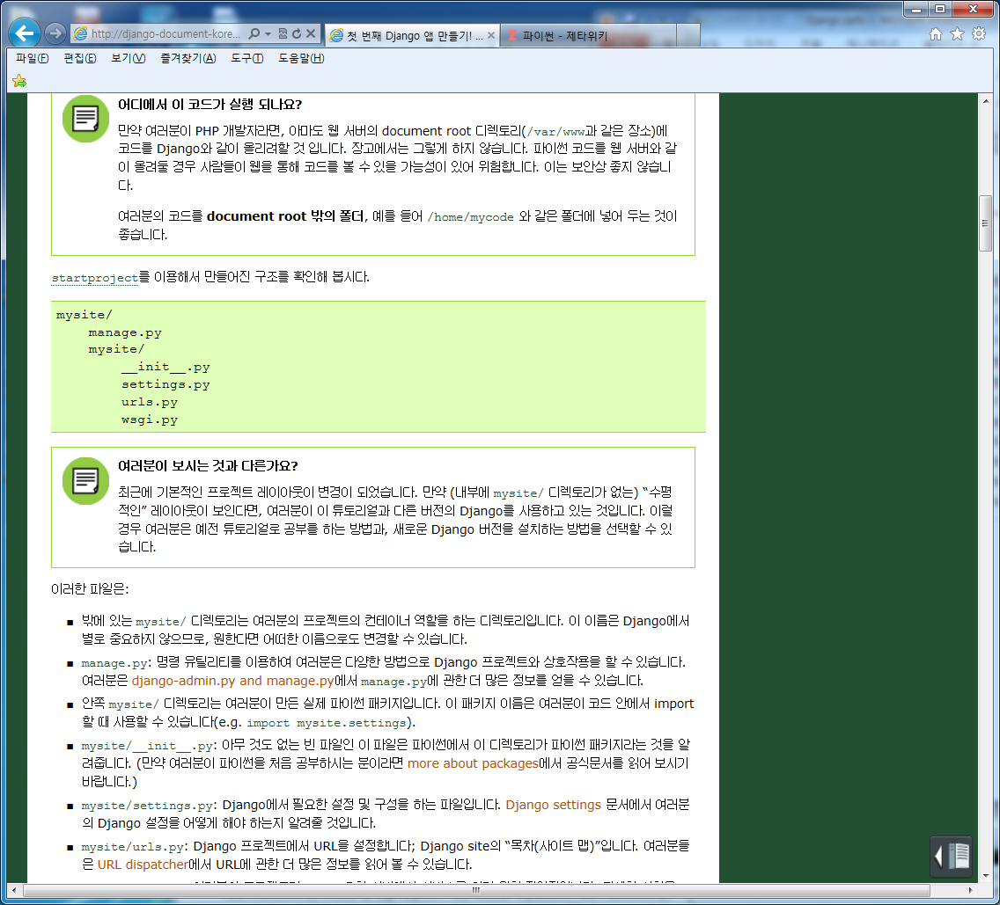 http://django-document-kore...
첫 번째 Django 앱 만들기! ...
파이썬 - 제타위키
파일(F) 편집(E) 보기(V) 즐겨찾기(A) 도구(T) 도움말(H)
어디에서 이 코드가 실행 되나요?
만약 여러분이 PHP 개발자라면, 아마도 웹 서버의 document root 디렉토리(/var/www과 같은 장소)에
코드를 Django와 같이 올리려할 것 입니다. 장고에서는 그렇게 하지 않습니다. 파이썬 코드를 웹 서버와 같
이 올려둘 경우 사람들이 웹을 통해 코드를 볼 수 있을 가능성이 있어 위험합니다. 이는 보안상 좋지 않습니
다.
여러분의 코드를 document root 밖의 폴더, 예를 들어 /home/mycode 와 같은 폴더에 넣어 두는 것이
좋습니다.
startproject를 이용해서 만들어진 구조를 확인해 봅시다.
mysite/
manage.py
mysite/
__init__.py
settings.py
urls.py
wsgi.py
여러분이 보시는 것과 다른가요?
최근에 기본적인 프로젝트 레이아웃이 변경이 되었습니다. 만약 (내부에 mysite/ 디렉토리가 없는) “수평
적인” 레이아웃이 보인다면, 여러분이 이 튜토리얼과 다른 버전의 Django를 사용하고 있는 것입니다. 이럴
경우 여러분은 예전 튜토리얼로 공부를 하는 방법과, 새로운 Django 버전을 설치하는 방법을 선택할 수 있
습니다.
이러한 파일은:
■ 밖에 있는 mysite/ 디렉토리는 여러분의 프로젝트의 컨테이너 역할을 하는 디렉토리입니다. 이 이름은 Django에서
별로 중요하지 않으므로, 원한다면 어떠한 이름으로도 변경할 수 있습니다.
■ manage.py: 명령 유틸리티를 이용하여 여러분은 다양한 방법으로 Django 프로젝트와 상호작용을 할 수 있습니다.
여러분은 django-admin.py and manage.py에서 manage.py에 관한 더 많은 정보를 얻을 수 있습니다.
■ 안쪽 mysite/ 디렉토리는 여러분이 만든 실제 파이썬 패키지입니다. 이 패키지 이름은 여러분이 코드 안에서 import
할 때 사용할 수 있습니다(e.g. import mysite.settings).
■ mysite/__init__.py: 아무 것도 없는 빈 파일인 이 파일은 파이썬에서 이 디렉토리가 파이썬 패키지라는 것을 알
려줍니다. (만약 여러분이 파이썬을 처음 공부하시는 분이라면 more about packages에서 공식문서를 읽어 보시기
바랍니다.)
■ mysite/settings.py: Django에서 필요한 설정 및 구성을 하는 파일입니다. Django settings 문서에서 여러분
의 Django 설정을 어떻게 해야 하는지 알려줄 것입니다.
■ mysite/urls.py: Django 프로젝트에서 URL을 설정합니다; Django site의 “목차(사이트 맵)”입니다. 여러분들
은 URL dispatcher에서 URL에 관한 더 많은 정보를 읽어 볼 수 있습니다.